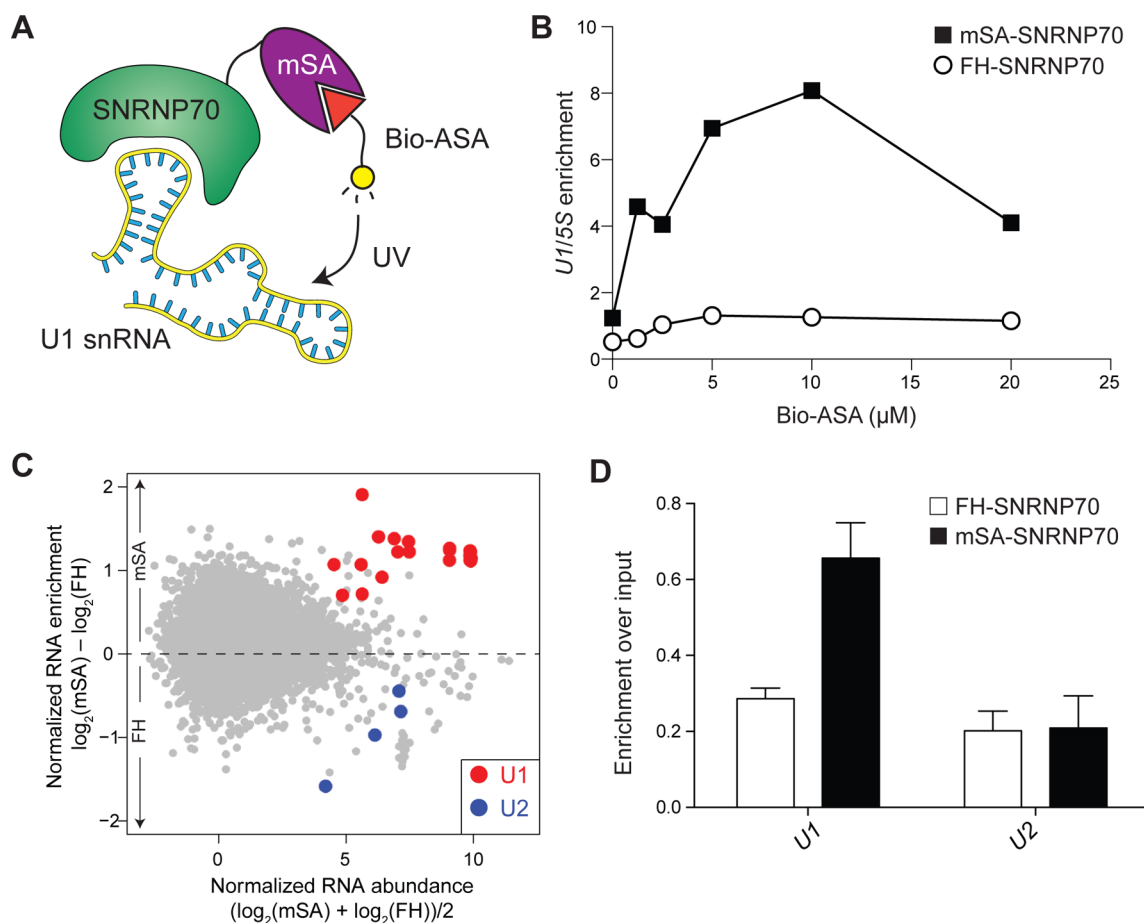 A
mSA
SNRNP70
Bio-ASA
UV
U1 snRNA
B
mSA-SNRNP70
FH-SNRNP70
U1/5S enrichment
10
8
6
4
2
0
0
5
10
15
20
25
Bio-ASA (µM)
C
Normalized RNA enrichment
log2(mSA) – log2(FH)
mSA
FH
2
1
0
−1
−2
U1
U2
0
5
10
Normalized RNA abundance
(log2(mSA) + log2(FH))/2
D
FH-SNRNP70
mSA-SNRNP70
Enrichment over input
0.8
0.6
0.4
0.2
0.0
U1
U2